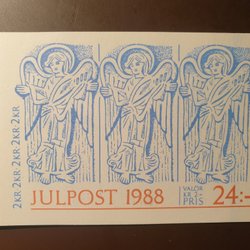 2KR 2KR 2KR 2KR 2KR
JULPOST 1988
VALÖR
KR 2–
PRIS
24:-